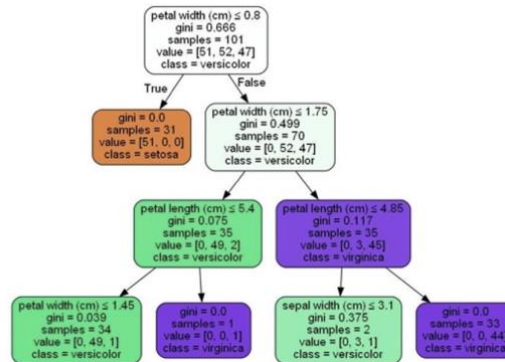 petal width (cm) ≤ 0.8
gini = 0.666
samples = 101
value = [51, 52, 47]
class = versicolor
True
False
gini = 0.0
samples = 31
value = [51, 0, 0]
class = setosa
petal width (cm) ≤ 1.75
gini = 0.499
samples = 70
value = [0, 52, 47]
class = versicolor
petal length (cm) ≤ 5.4
gini = 0.075
samples = 35
value = [0, 49, 2]
class = versicolor
petal length (cm) ≤ 4.85
gini = 0.117
samples = 35
value = [0, 3, 45]
class = virginica
petal width (cm) ≤ 1.45
gini = 0.039
samples = 34
value = [0, 49, 1]
class = versicolor
gini = 0.0
samples = 1
value = [0, 0, 1]
class = virginica
sepal width (cm) ≤ 3.1
gini = 0.375
samples = 2
value = [0, 3, 1]
class = versicolor
gini = 0.0
samples = 33
value = [0, 0, 44]
class = virginica